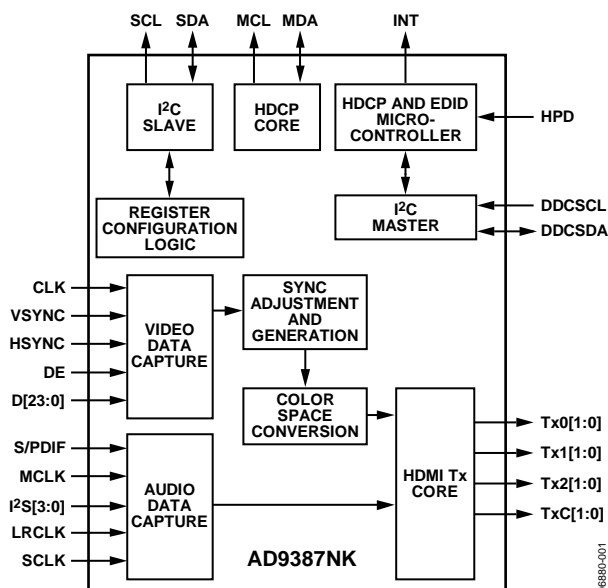 SCL SDA MCL MDA INT
I²C
SLAVE
HDCP
CORE
HDCP AND EDID
MICRO-
CONTROLLER
HPD
REGISTER
CONFIGURATION
LOGIC
I²C
MASTER
DDCSCL
DDCSDA
CLK
VSYNC
HSYNC
DE
D[23:0]
VIDEO
DATA
CAPTURE
SYNC
ADJUSTMENT
AND
GENERATION
COLOR
SPACE
CONVERSION
S/PDIF
MCLK
I²S[3:0]
LRCLK
SCLK
AUDIO
DATA
CAPTURE
HDMI Tx
CORE
Tx0[1:0]
Tx1[1:0]
Tx2[1:0]
TxC[1:0]
AD9387NK
06880-001